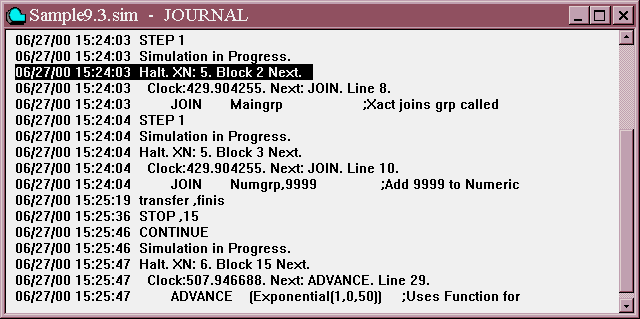 Sample9.3.sim - JOURNAL
06/27/00 15:24:03 STEP 1
06/27/00 15:24:03 Simulation in Progress.
06/27/00 15:24:03 Halt. XN: 5. Block 2 Next.
06/27/00 15:24:03 Clock:429.904255. Next: JOIN. Line 8.
06/27/00 15:24:03 JOIN Maingrp ;Xact joins grp called
06/27/00 15:24:04 STEP 1
06/27/00 15:24:04 Simulation in Progress.
06/27/00 15:24:04 Halt. XN: 5. Block 3 Next.
06/27/00 15:24:04 Clock:429.904255. Next: JOIN. Line 10.
06/27/00 15:24:04 JOIN Numgrp,9999 ;Add 9999 to Numeric
06/27/00 15:25:19 transfer ,finis
06/27/00 15:25:36 STOP ,15
06/27/00 15:25:46 CONTINUE
06/27/00 15:25:46 Simulation in Progress.
06/27/00 15:25:47 Halt. XN: 6. Block 15 Next.
06/27/00 15:25:47 Clock:507.946688. Next: ADVANCE. Line 29.
06/27/00 15:25:47 ADVANCE (Exponential(1,0,50)) ;Uses Function for